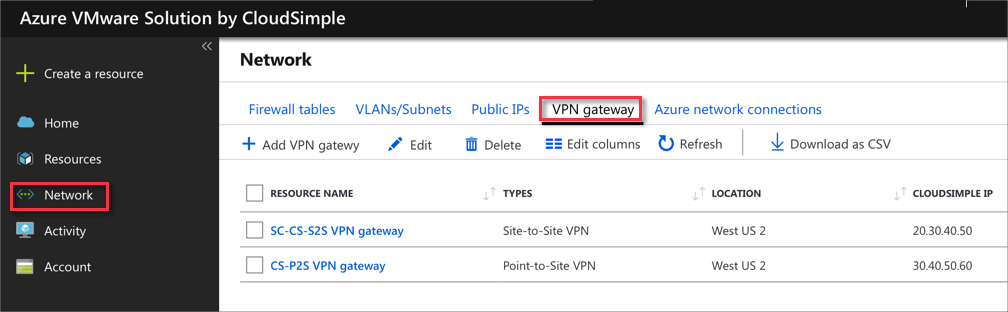 Azure VMware Solution by CloudSimple
«
Create a resource
Home
Resources
Network
Activity
Account
Network
Firewall tables VLANs/Subnets Public IPs VPN gateway Azure network connections
Add VPN gatewy Edit Delete Edit columns Refresh Download as CSV
RESOURCE NAME TYPES LOCATION CLOUDSIMPLE IP
SC-CS-S2S VPN gateway Site-to-Site VPN West US 2 20.30.40.50
CS-P2S VPN gateway Point-to-Site VPN West US 2 30.40.50.60